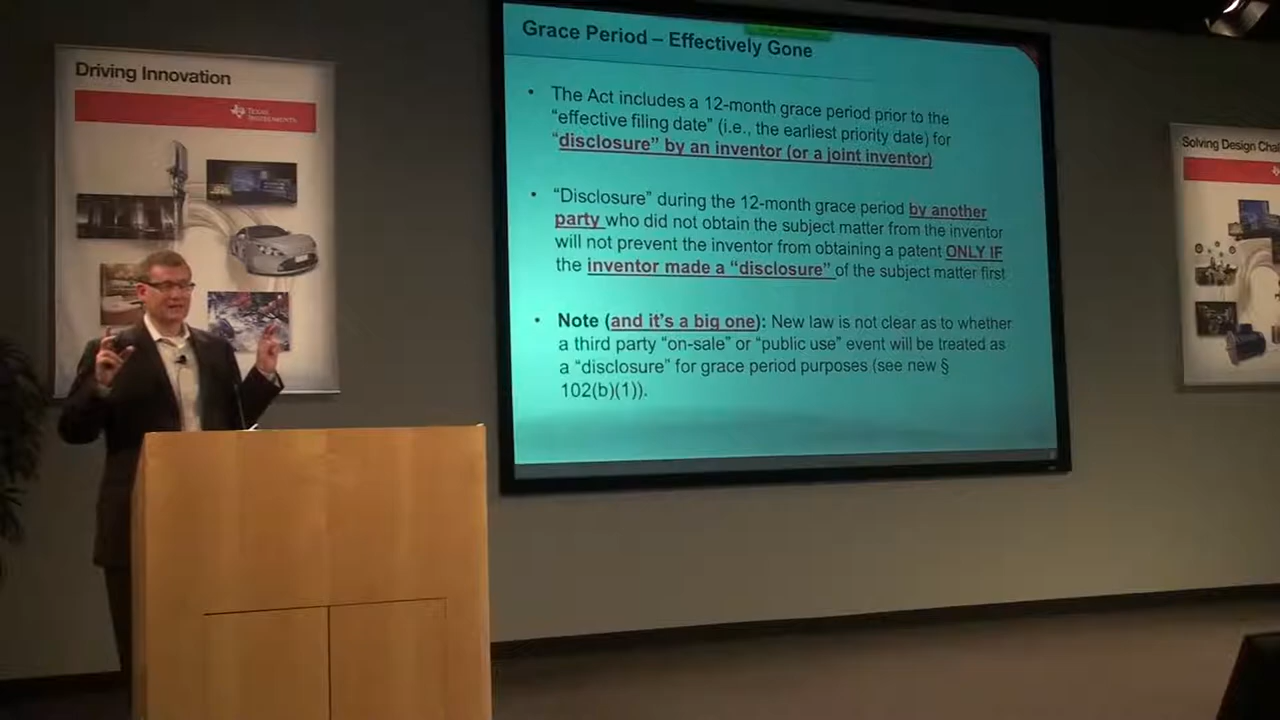 Driving Innovation
TEXAS
INSTRUMENTS
Grace Period – Effectively Gone
• The Act includes a 12-month grace period prior to the
“effective filing date” (i.e., the earliest priority date) for
“disclosure” by an inventor (or a joint inventor)
• “Disclosure” during the 12-month grace period by another
party who did not obtain the subject matter from the inventor
will not prevent the inventor from obtaining a patent ONLY IF
the inventor made a “disclosure” of the subject matter first
• Note (and it’s a big one): New law is not clear as to whether
a third party “on-sale” or “public use” event will be treated as
a “disclosure” for grace period purposes (see new §
102(b)(1)).
Solving Design Chal